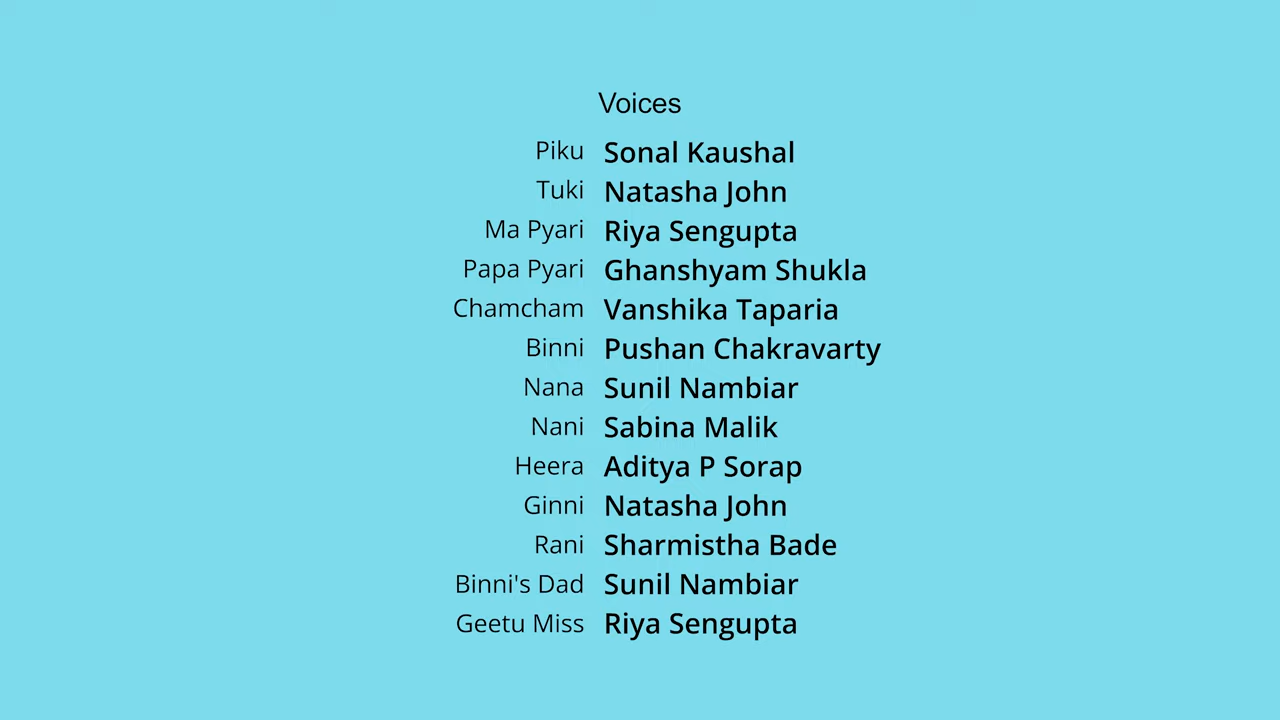 Voices
Piku Sonal Kaushal
Tuki Natasha John
Ma Pyari Riya Sengupta
Papa Pyari Ghanshyam Shukla
Chamcham Vanshika Taparia
Binni Pushan Chakravarty
Nana Sunil Nambiar
Nani Sabina Malik
Heera Aditya P Sorap
Ginni Natasha John
Rani Sharmistha Bade
Binni's Dad Sunil Nambiar
Geetu Miss Riya Sengupta